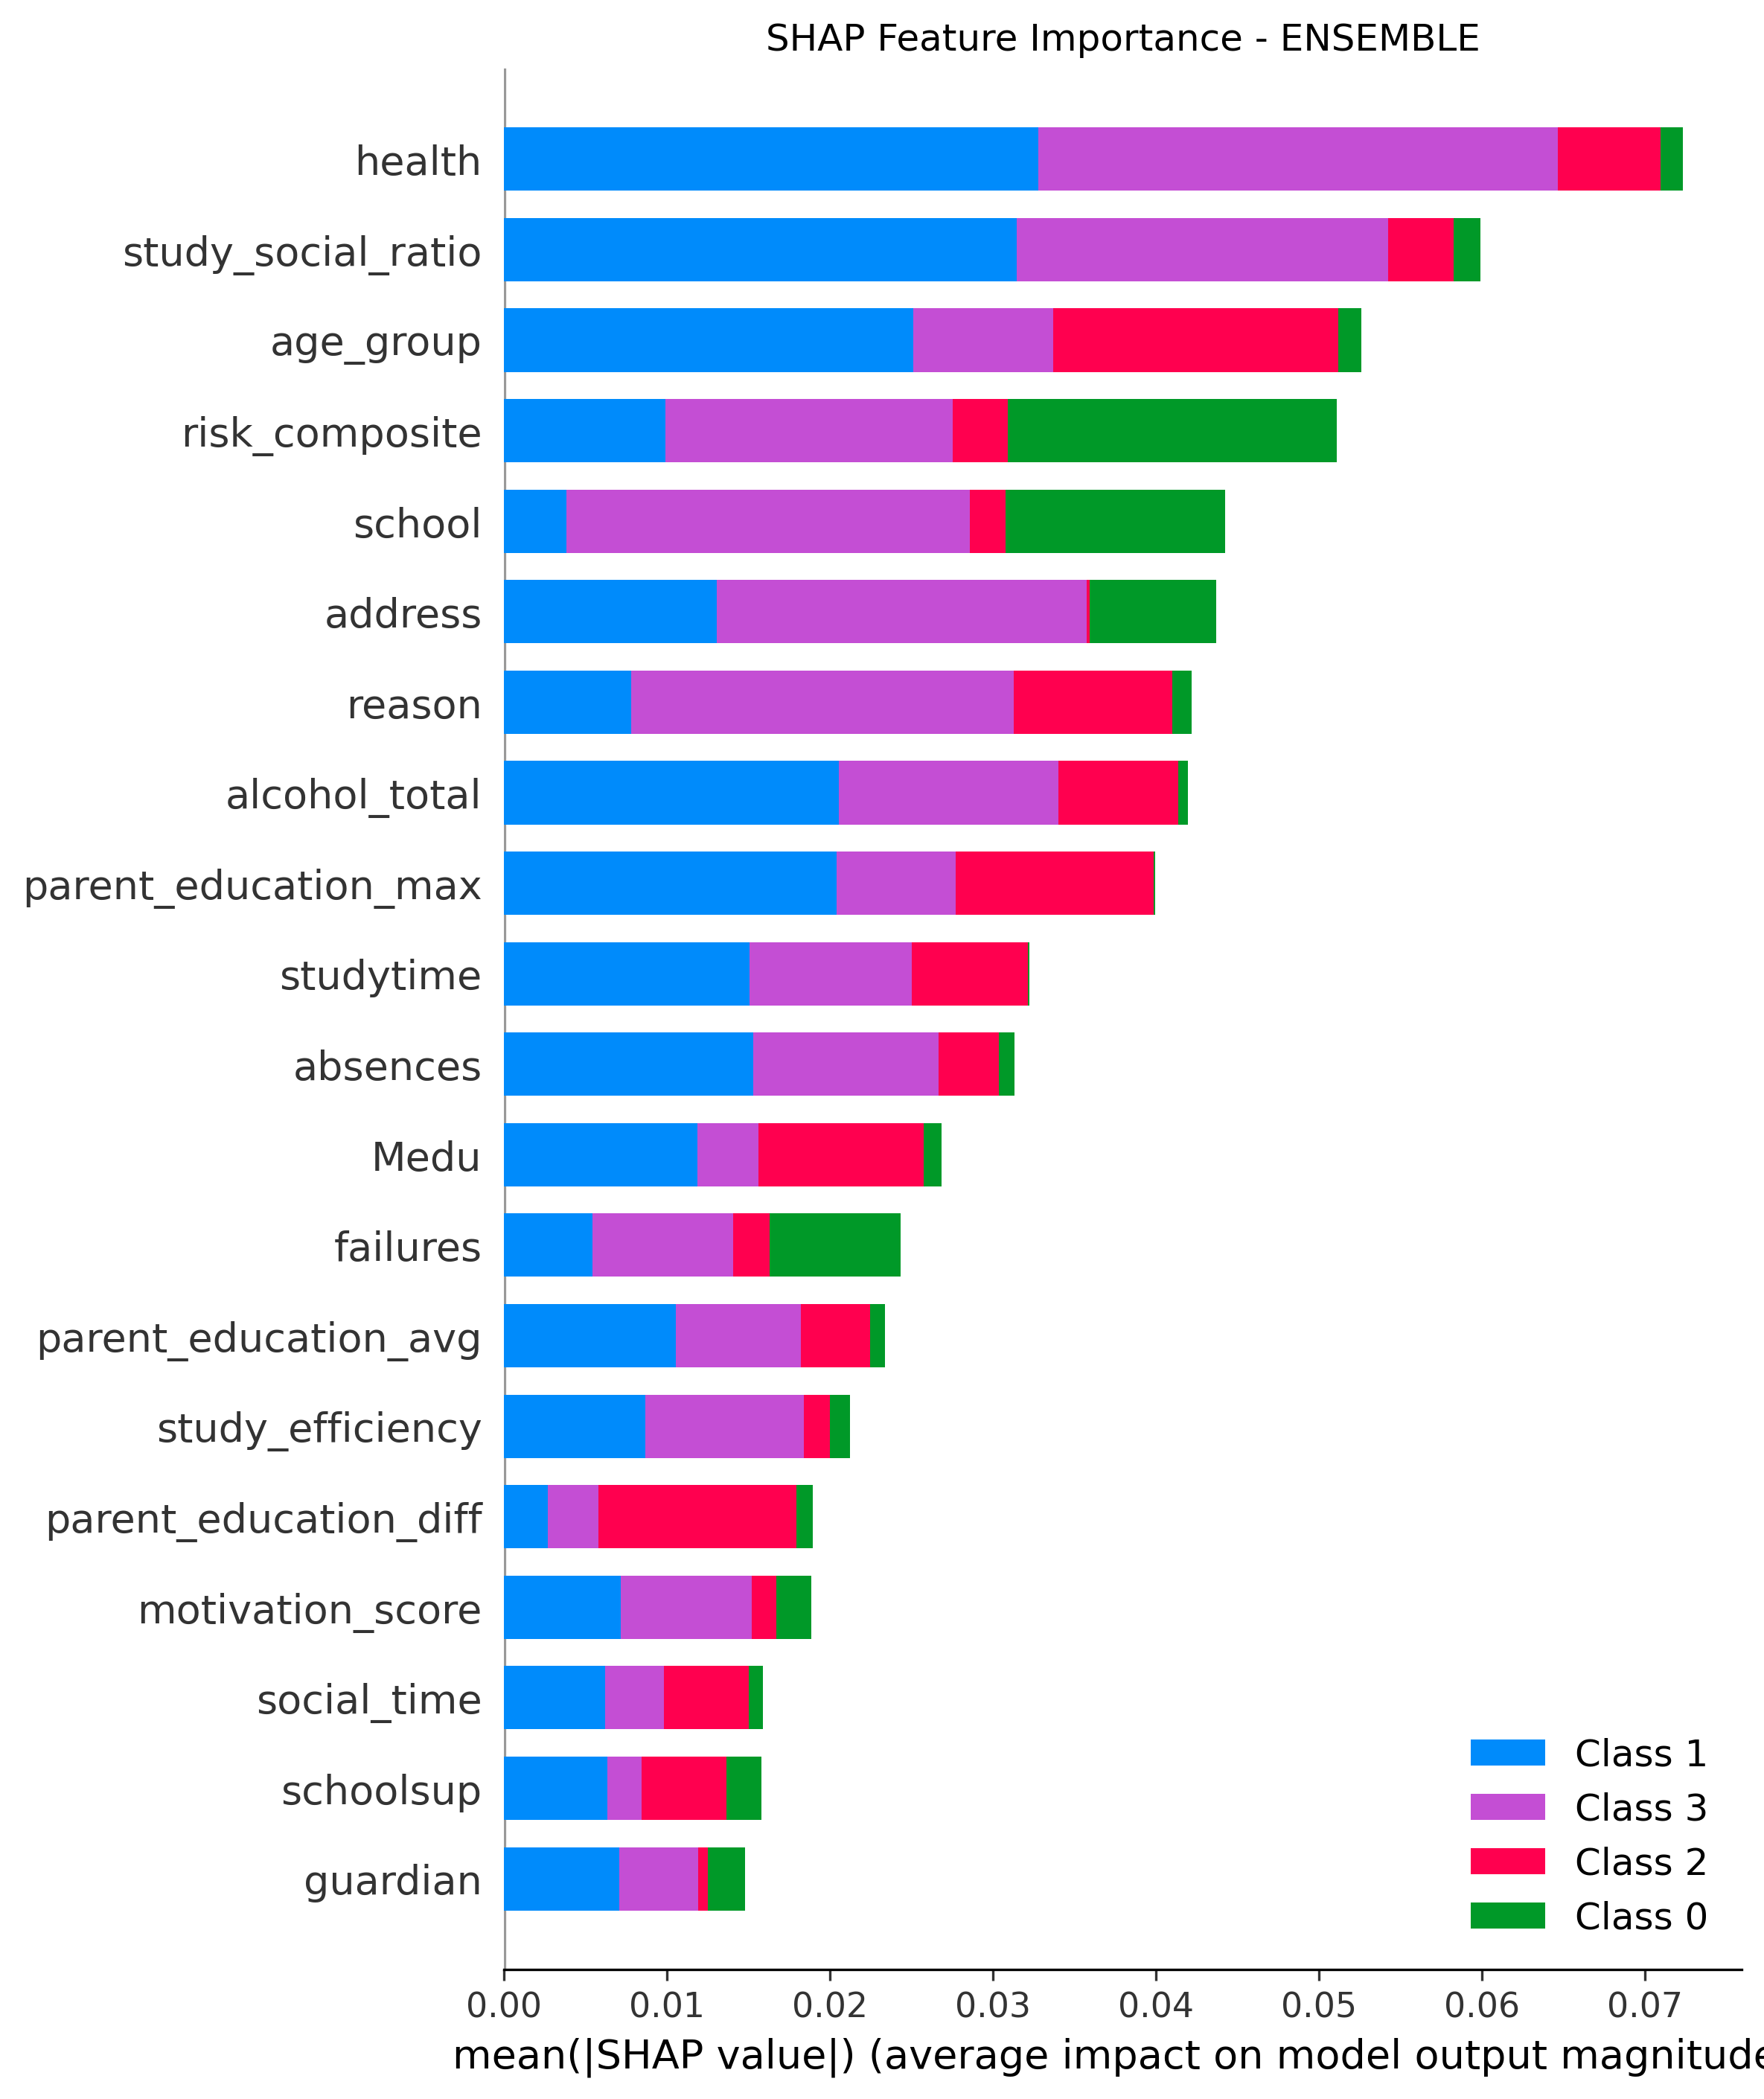 SHAP Feature Importance - ENSEMBLE
health
study_social_ratio
age_group
risk_composite
school
address
reason
alcohol_total
parent_education_max
studytime
absences
Medu
failures
parent_education_avg
study_efficiency
parent_education_diff
motivation_score
social_time
schoolsup
guardian
Class 1
Class 3
Class 2
Class 0
0.00 0.01 0.02 0.03 0.04 0.05 0.06 0.07
mean(|SHAP value|) (average impact on model output magnitude